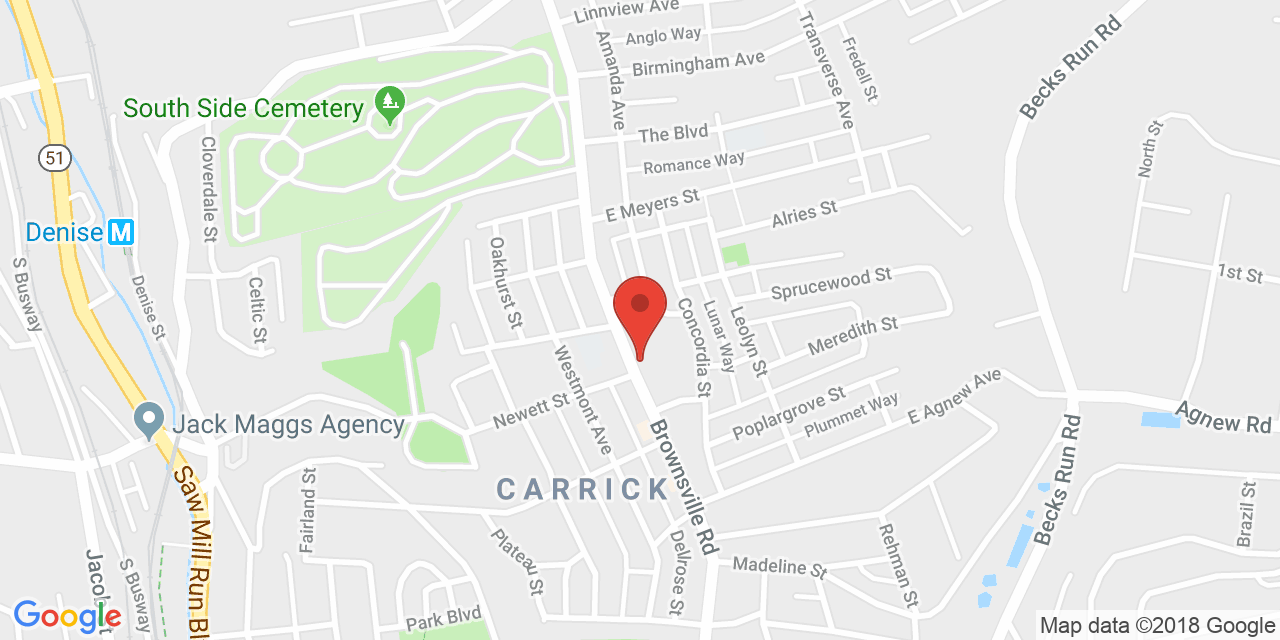 Linnview Ave
Anglo Way
Birmingham Ave
Amanda Ave
Transverse Ave
Fredell St
Becks Run Rd
South Side Cemetery
The Blvd
Romance Way
North St
51
Cloverdale St
E Meyers St
Alries St
Denise M
S Busway
Denise St
Oakhurst St
Celtic St
1st St
Sprucewood St
Concordia St
Lunar Way
Leolyn St
Meredith St
Westmont Ave
Newett St
Jack Maggs Agency
Poplargrove St
Plummet Way
E Agnew Ave
Agnew Rd
CARRICK
Brownsville Rd
Saw Mill Run Bl
Fairland St
Plateau St
Dellrose St
Madeline St
Rehman St
Becks Run Rd
Brazil St
S Busway
Park Blvd
Google
Map data ©2018 Google